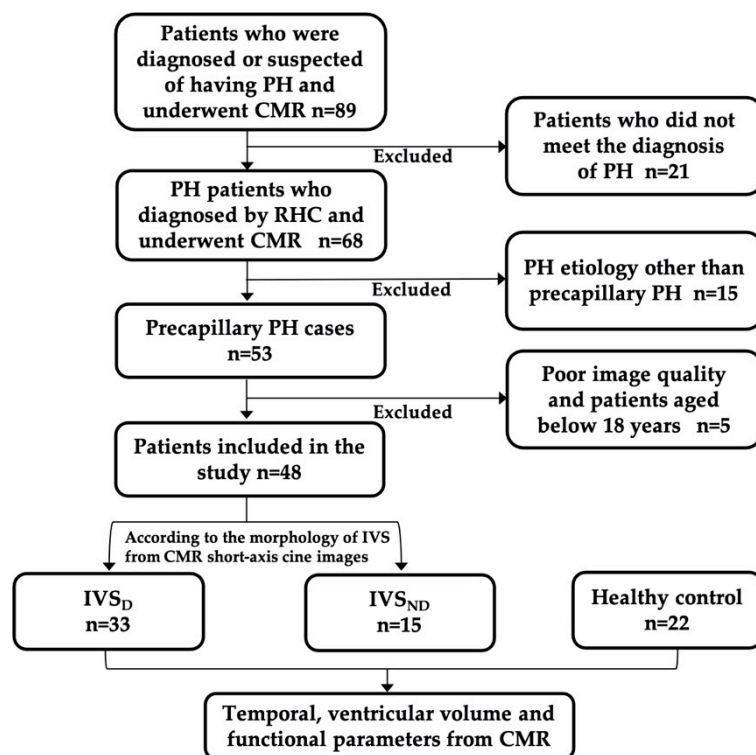 Patients who were
diagnosed or suspected
of having PH and
underwent CMR n=89
Excluded
Patients who did not
meet the diagnosis
of PH n=21
PH patients who
diagnosed by RHC and
underwent CMR n=68
Excluded
PH etiology other than
precapillary PH n=15
Precapillary PH cases
n=53
Excluded
Poor image quality
and patients aged
below 18 years n=5
Patients included in the
study n=48
According to the morphology of IVS
from CMR short-axis cine images
IVSD
n=33
IVSND
n=15
Healthy control
n=22
Temporal, ventricular volume and
functional parameters from CMR